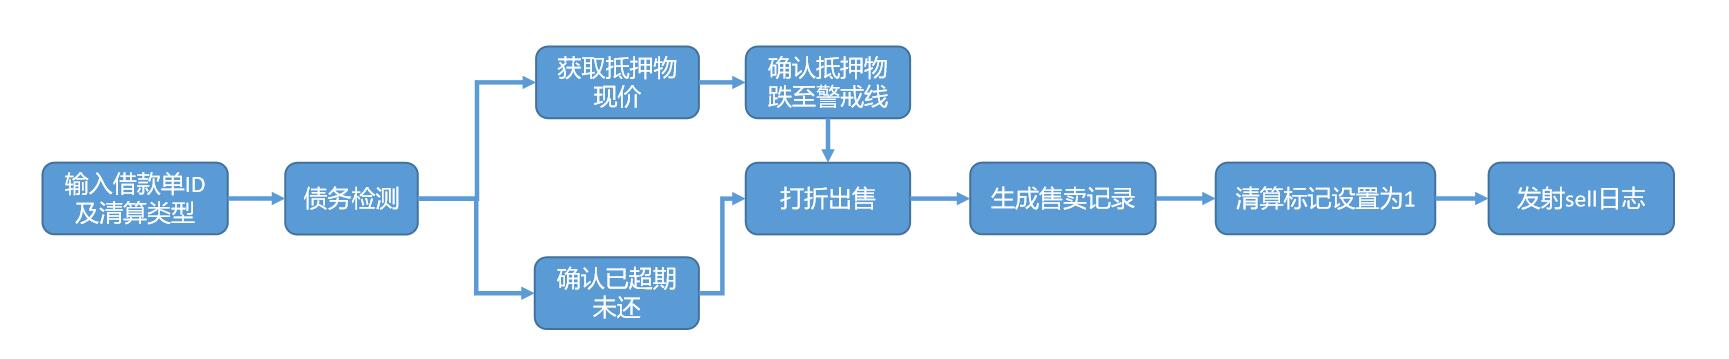 输入借款单ID
及清算类型
债务检测
获取抵押物
现价
确认抵押物
跌至警戒线
确认已超期
未还
打折出售
生成售卖记录
清算标记设置为1
发射sell日志